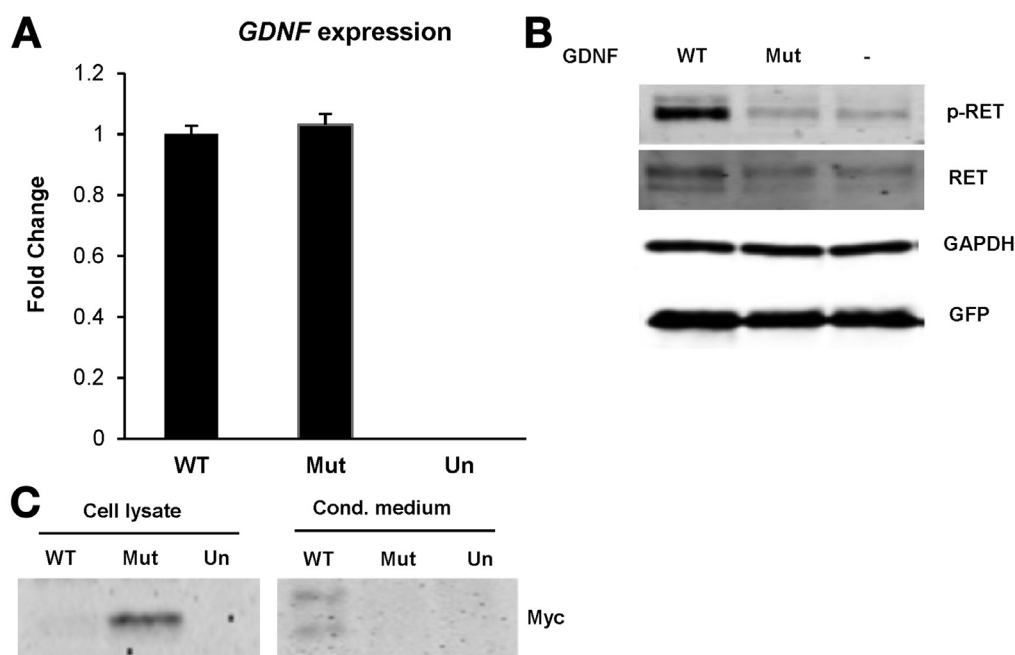 A
GDNF expression
1.2
1
0.8
0.6
0.4
0.2
0
Fold Change
WT Mut Un
B
GDNF WT Mut -
p-RET
RET
GAPDH
GFP
C
Cell lysate Cond. medium
WT Mut Un WT Mut Un
Myc